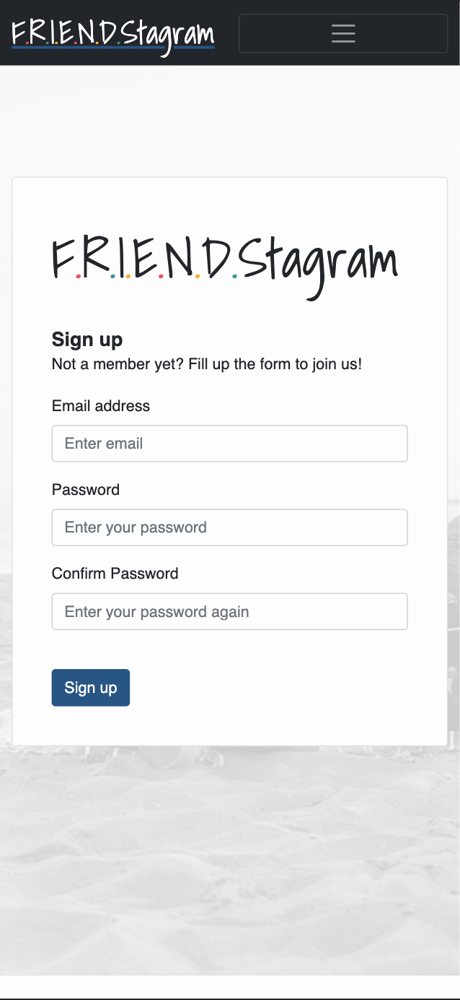 F.R.I.E.N.D.Stagram
F.R.I.E.N.D.Stagram
Sign up
Not a member yet? Fill up the form to join us!
Email address
Enter email
Password
Enter your password
Confirm Password
Enter your password again
Sign up